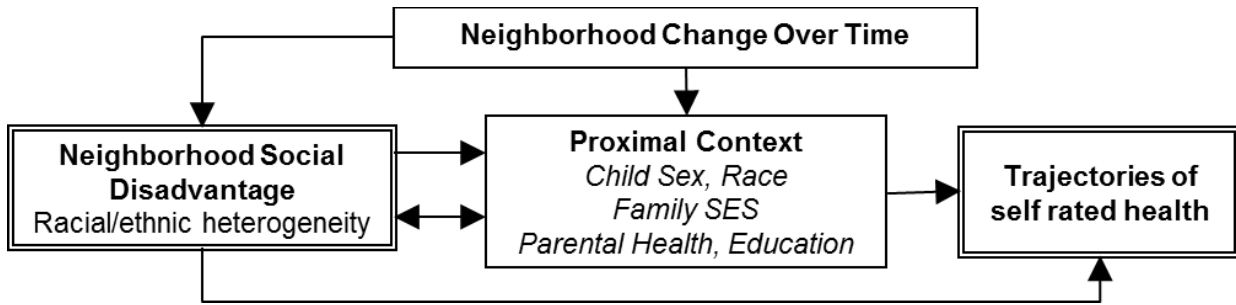 Neighborhood Change Over Time
Neighborhood Social
Disadvantage
Racial/ethnic heterogeneity
Proximal Context
Child Sex, Race
Family SES
Parental Health, Education
Trajectories of
self rated health